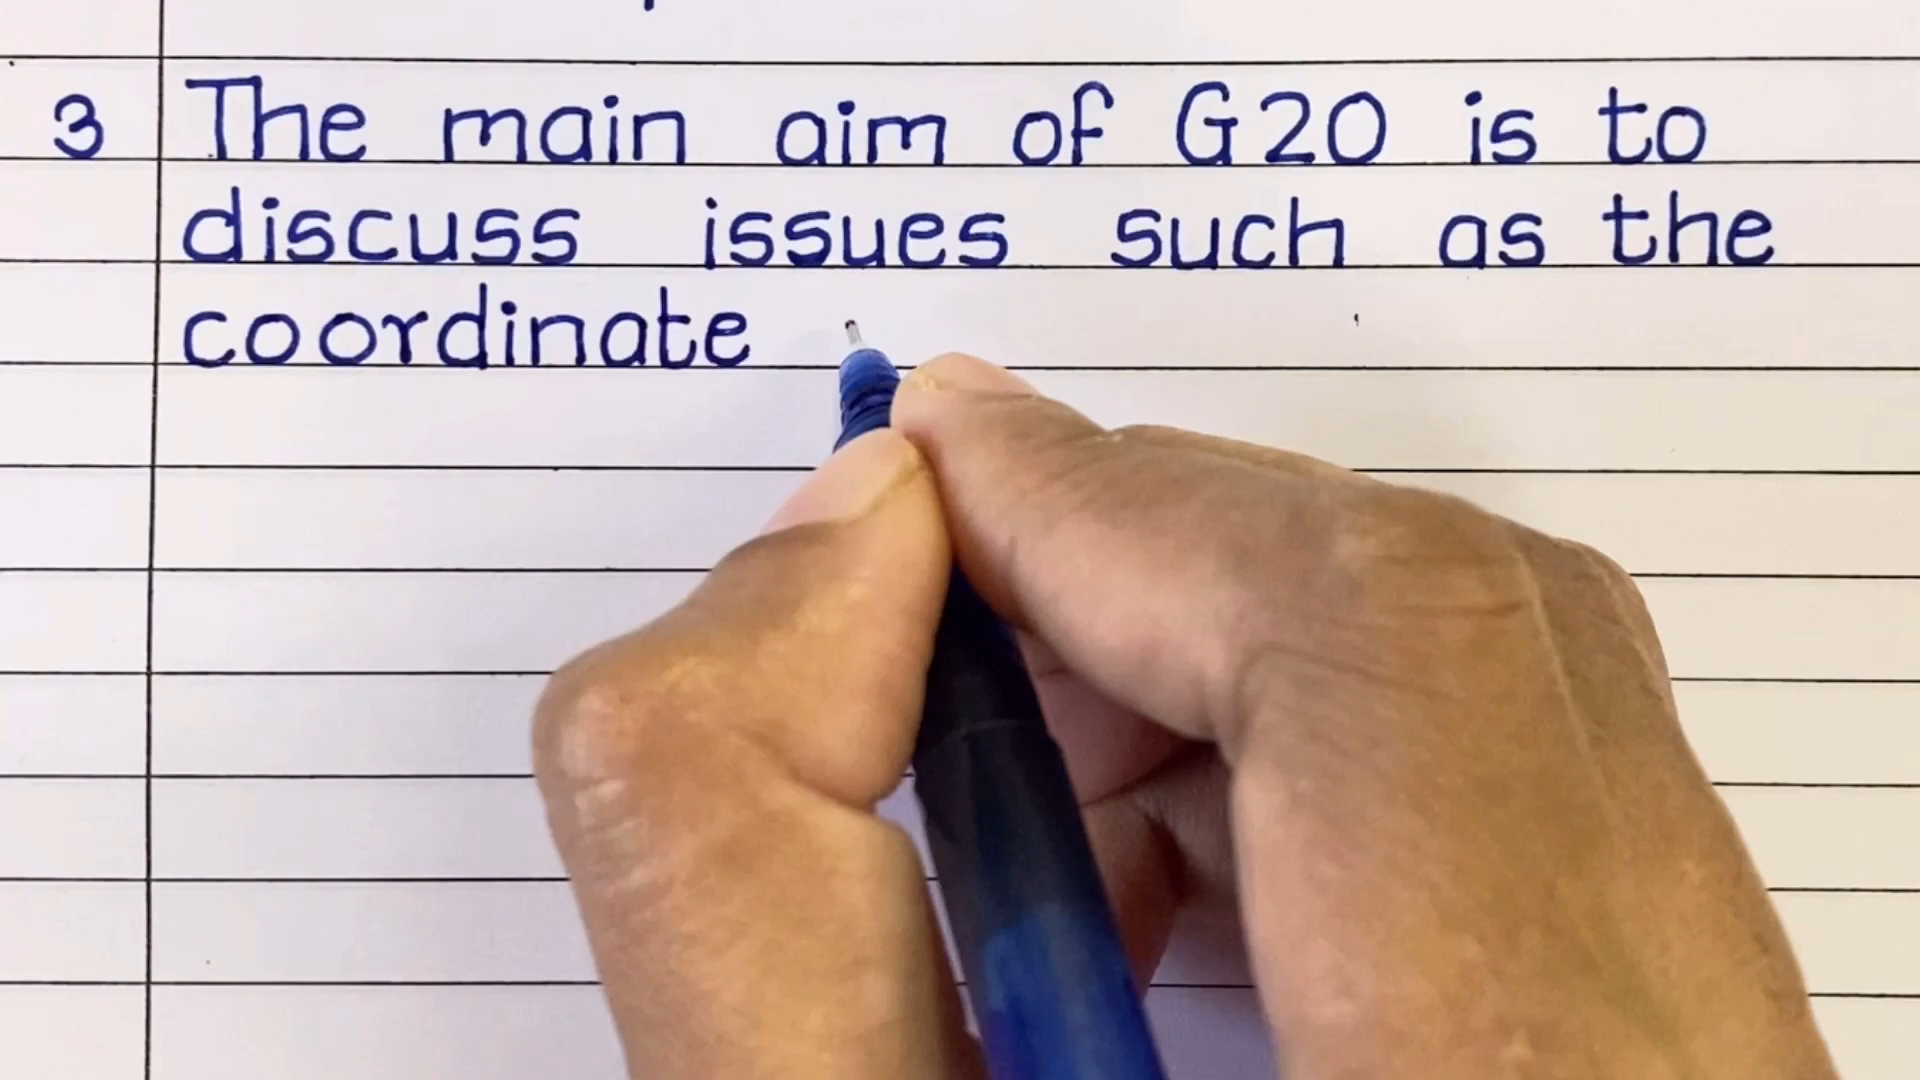 3 The main aim of G20 is to
discuss issues such as the
coordinate